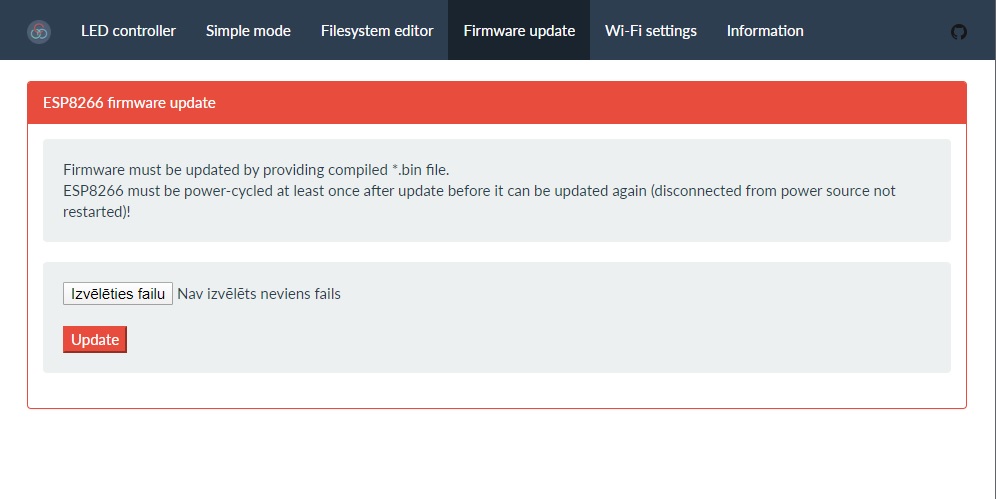 LED controller Simple mode Filesystem editor Firmware update Wi-Fi settings Information
ESP8266 firmware update
Firmware must be updated by providing compiled *.bin file.
ESP8266 must be power-cycled at least once after update before it can be updated again (disconnected from power source not
restarted)!
Izvēlēties failu Nav izvēlēts neviens fails
Update